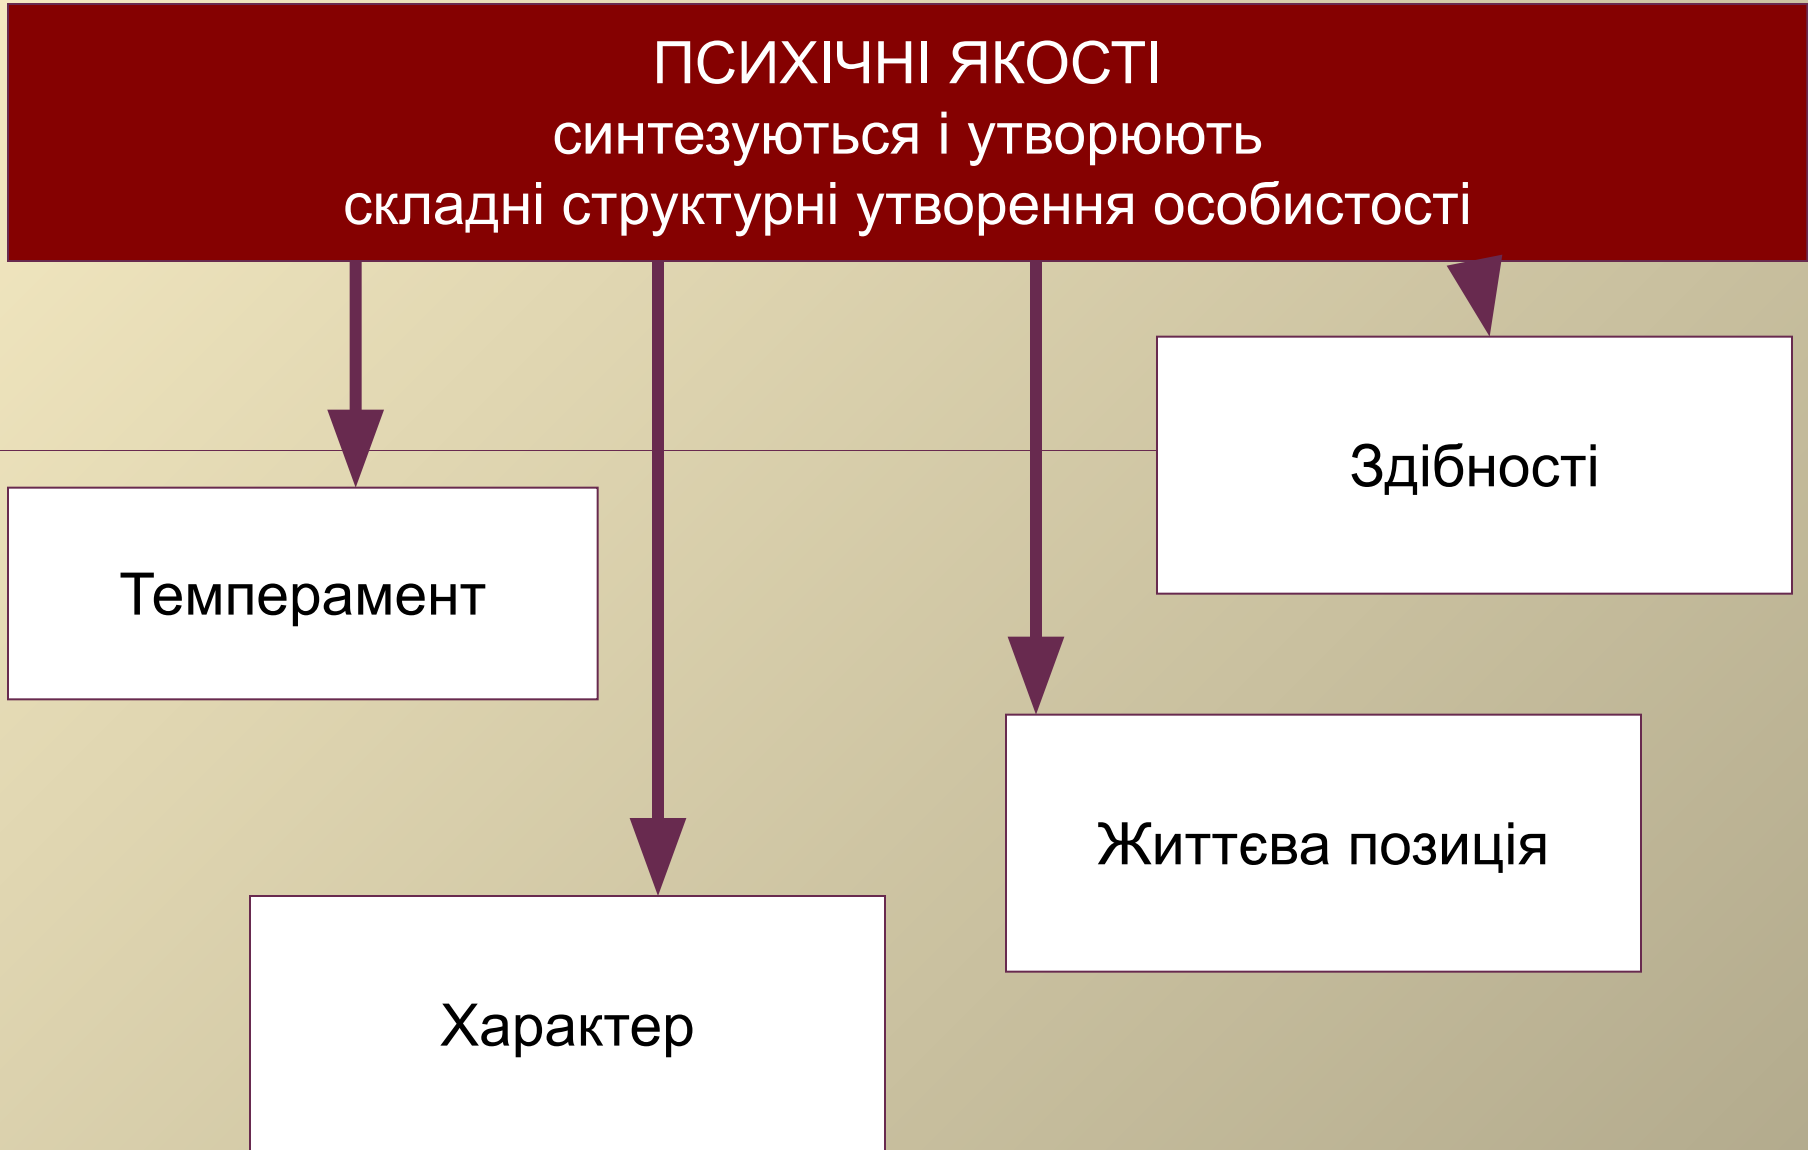 ПСИХІЧНІ ЯКОСТІ
синтезуються і утворюють
складні структурні утворення особистості
Здібності
Темперамент
Життєва позиція
Характер